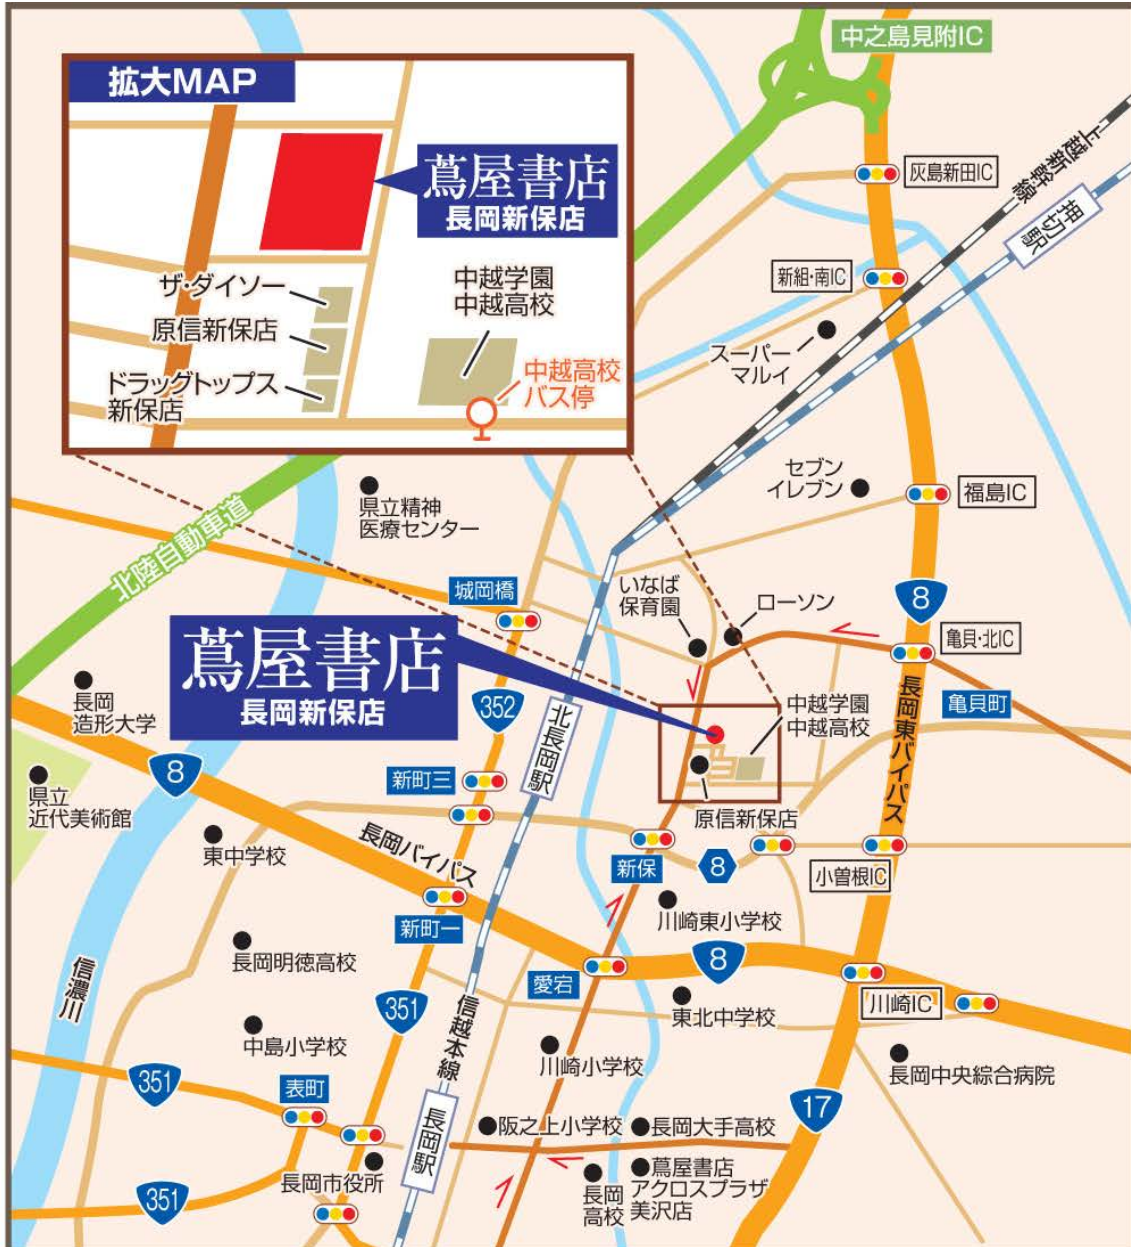 中之島見附IC
拡大MAP
蔦屋書店
長岡新保店
ザ・ダイソー
原信新保店
ドラッグトップス
新保店
中越学園
中越高校
中越高校
バス停
上越新幹線
押切駅
灰島新田IC
新組・南IC
スーパー
マルイ
セブン
イレブン
福島IC
県立精神
医療センター
北陸自動車道
城岡橋
いなば
保育園
ローソン
8
亀貝・北IC
亀貝町
長岡東バイパス
蔦屋書店
長岡新保店
352
北長岡駅
中越学園
中越高校
原信新保店
長岡
造形大学
8
県立
近代美術館
新町三
東中学校
長岡バイパス
新町一
新保
8
小曽根IC
川崎東小学校
長岡明徳高校
信濃川
愛宕
8
川崎IC
東北中学校
351
信越本線
中島小学校
川崎小学校
長岡中央綜合病院
351
表町
17
長岡駅
阪之上小学校
長岡大手高校
長岡市役所
351
長岡
高校
蔦屋書店
アクロスプラザ
美沢店